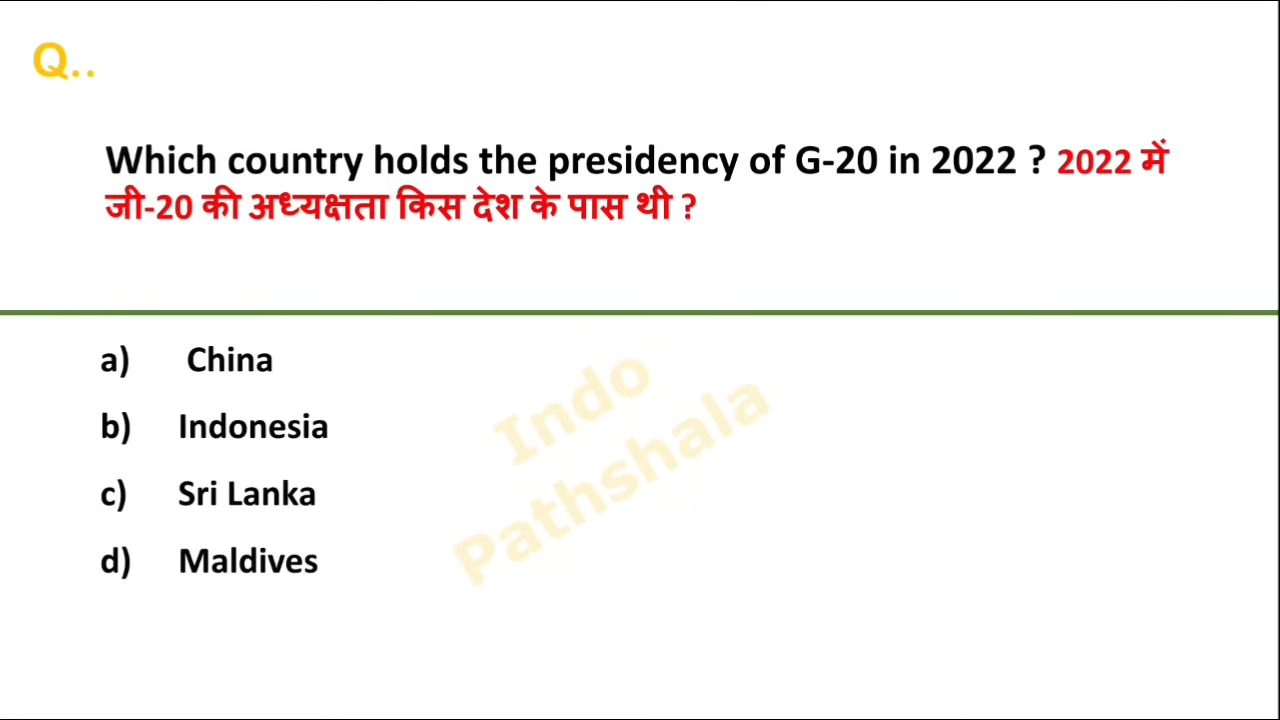 Q..
Which country holds the presidency of G-20 in 2022 ? 2022 में
जी-20 की अध्यक्षता किस देश के पास थी ?
a) China
b) Indonesia
c) Sri Lanka
d) Maldives
Indo
Pathshala